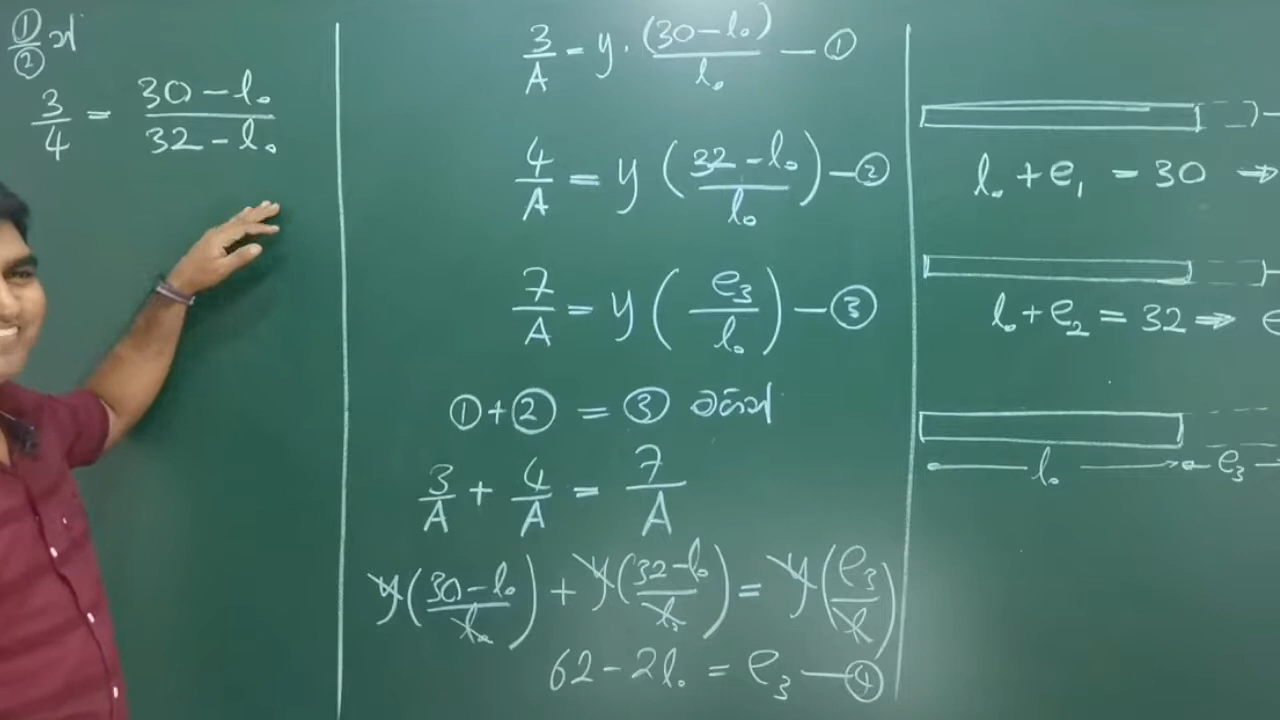 ①/② න්
3/4 = (30 - l₀)/(32 - l₀)
3/A = y · (30 - l₀)/l₀ — ①
4/A = y ((32 - l₀)/l₀) — ②
7/A = y (e₃/l₀) — ③
① + ② = ③
3/A + 4/A = 7/A
y((30 - l₀)/l₀) + y((32 - l₀)/l₀) = y(e₃/l)
62 - 2l₀ = e₃ — ④
l₀ + e₁ = 30 ⇒
l₀ + e₂ = 32 ⇒ e
l₀ e₃